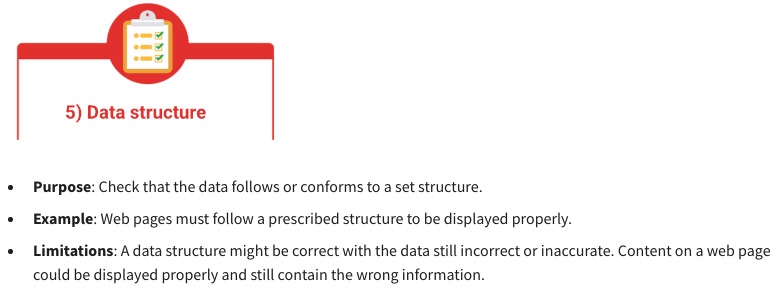 5) Data structure
• Purpose: Check that the data follows or conforms to a set structure.
• Example: Web pages must follow a prescribed structure to be displayed properly.
• Limitations: A data structure might be correct with the data still incorrect or inaccurate. Content on a web page
could be displayed properly and still contain the wrong information.